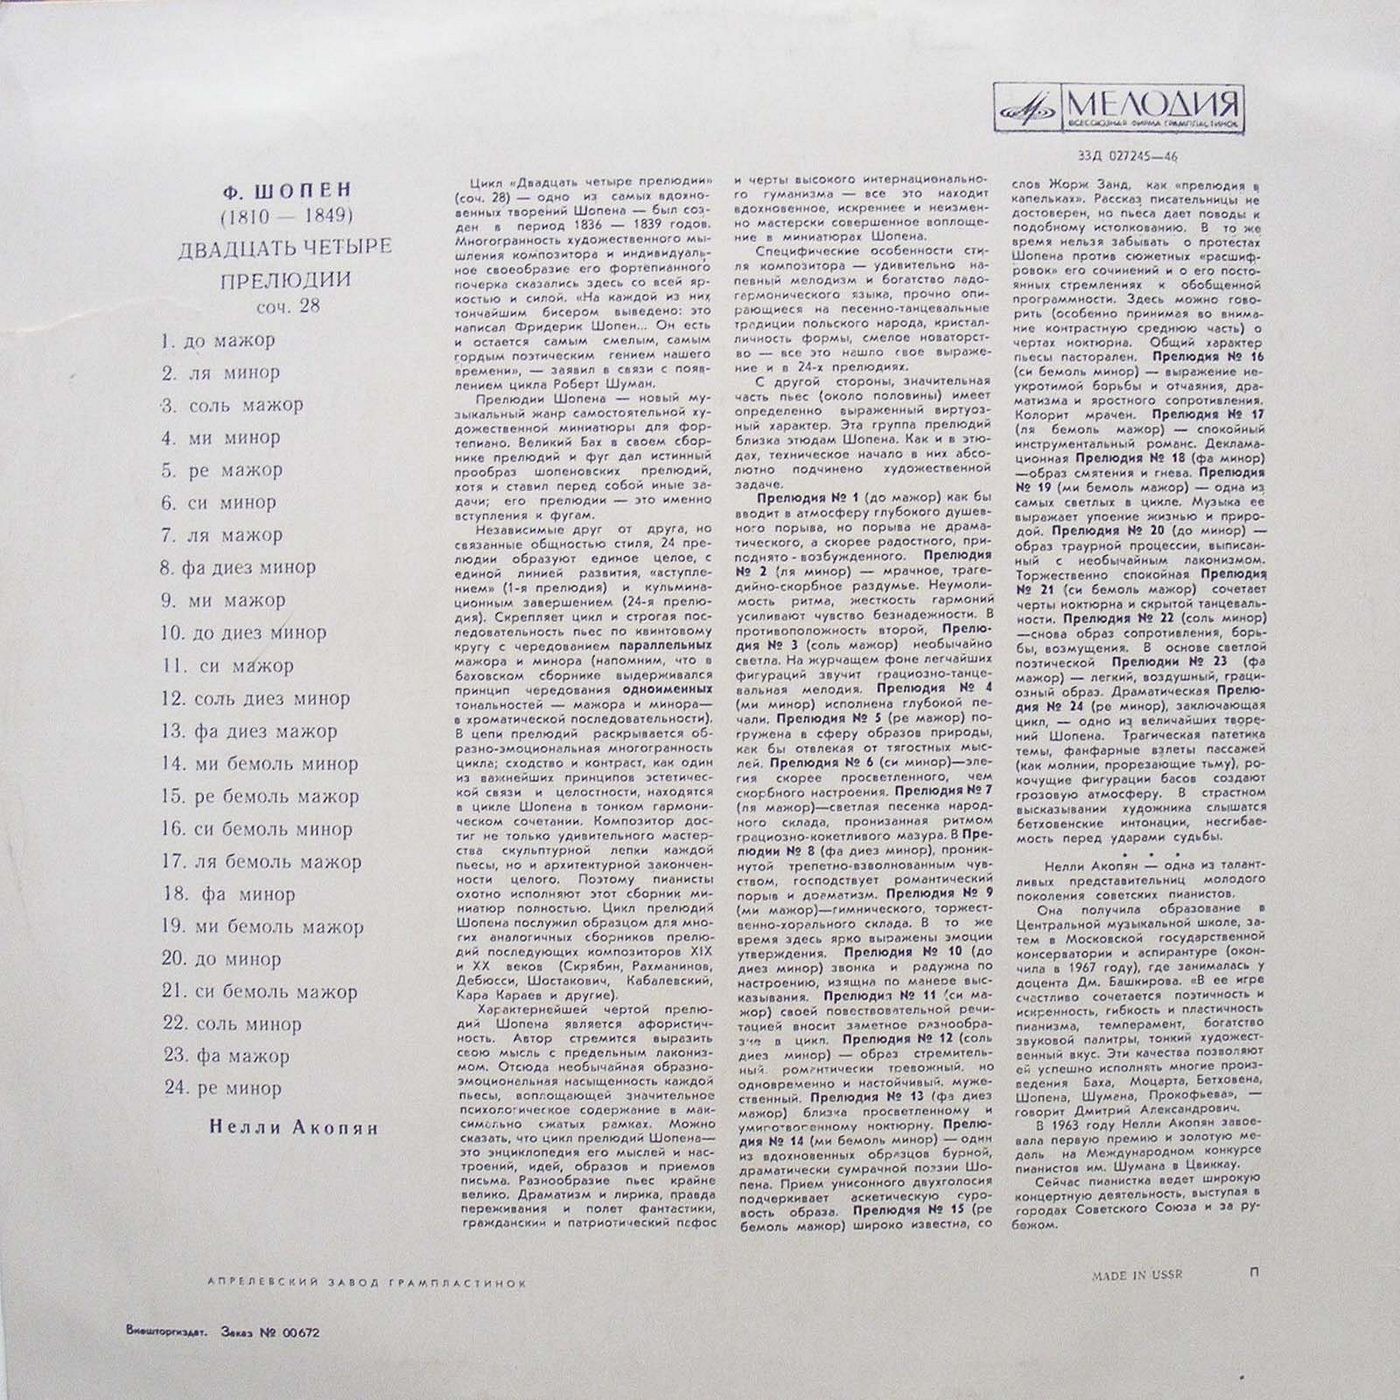 МЕЛОДИЯ
ВСЕСОЮЗНАЯ ФИРМА ГРАМПЛАСТИНОК
33Д 027245—46
Ф. ШОПЕН
(1810 — 1849)
ДВАДЦАТЬ ЧЕТЫРЕ
ПРЕЛЮДИИ
соч. 28
1. до мажор
2. ля минор
3. соль мажор
4. ми минор
5. ре мажор
6. си минор
7. ля мажор
8. фа диез минор
9. ми мажор
10. до диез минор
11. си мажор
12. соль диез минор
13. фа диез мажор
14. ми бемоль минор
15. ре бемоль мажор
16. си бемоль минор
17. ля бемоль мажор
18. фа минор
19. ми бемоль мажор
20. до минор
21. си бемоль мажор
22. соль минор
23. фа мажор
24. ре минор
Нелли Акопян
Цикл «Двадцать четыре прелюдии»
(соч. 28) — одно из самых вдохно-
венных творений Шопена — был соз-
дан в период 1836 — 1839 годов.
Многогранность художественного мы-
шления композитора и индивидуаль-
ное своеобразие его фортепианного
почерка сказались здесь со всей яр-
костью и силой. «На каждой из них
тончайшим бисером выведено: это
написал Фридерик Шопен... Он есть
и остается самым смелым, самым
гордым поэтическим гением нашего
времени», — заявил в связи с появ-
лением цикла Роберт Шуман.
Прелюдии Шопена — новый му-
зыкальный жанр самостоятельной ху-
дожественной миниатюры для фор-
тепиано. Великий Бах в своем сбор-
нике прелюдий и фуг дал истинный
прообраз шопеновских прелюдий,
хотя и ставил перед собой иные за-
дачи; его прелюдии — это именно
вступления к фугам.
Независимые друг от друга, но
связанные общностью стиля, 24 пре-
людии образуют единое целое, с
единой линией развития, «вступле-
нием» (1-я прелюдия) и кульмина-
ционным завершением (24-я прелю-
дия). Скрепляет цикл и строгая пос-
ледовательность пьес по квинтовому
кругу с чередованием параллельных
мажора и минора (напомним, что в
баховском сборнике выдерживался
принцип чередования одноименных
тональностей — мажора и минора—
в хроматической последовательности).
В цепи прелюдий раскрывается об-
разно-эмоциональная многогранность
цикла; сходство и контраст, как один
из важнейших принципов эстетичес-
кой связи и целостности, находятся
в цикле Шопена в тонком гармони-
ческом сочетании. Композитор дос-
тиг не только удивительного мастер-
ства скульптурной лепки каждой
пьесы, но и архитектурной закончен-
ности целого. Поэтому пианисты
охотно исполняют этот сборник ми-
ниатюр полностью. Цикл прелюдий
Шопена послужил образцом для мно-
гих аналогичных сборников прелю-
дий последующих композиторов XIX
и XX веков (Скрябин, Рахманинов,
Дебюсси, Шостакович, Кабалевский,
Кара Караев и другие).
Характернейшей чертой прелю-
дий Шопена является афористич-
ность. Автор стремится выразить
свою мысль с предельным лакониз-
мом. Отсюда необычайная образно-
эмоциональная насыщенность каждой
пьесы, воплощающей значительное
психологическое содержание в мак-
симально сжатых рамках. Можно
сказать, что цикл прелюдий Шопена—
это энциклопедия его мыслей и нас-
троений, идей, образов и приемов
письма. Разнообразие пьес крайне
велико. Драматизм и лирика, правда
переживания и полет фантастики,
гражданский и патриотический пафос
и черты высокого интернационально-
го гуманизма — все это находит
вдохновенное, искреннее и неизмен-
но мастерски совершенное воплоще-
ние в миниатюрах Шопена.
Специфические особенности сти-
ля композитора — удивительно на-
певный мелодизм и богатство ладо-
гармонического языка, прочно опи-
рающиеся на песенно-танцевальные
традиции польского народа, кристал-
личность формы, смелое новаторст-
во — все это нашло свое выраже-
ние и в 24-х прелюдиях.
С другой стороны, значительная
часть пьес (около половины) имеет
определенно выраженный виртуоз-
ный характер. Эта группа прелюдий
близка этюдам Шопена. Как и в этю-
дах, техническое начало в них абсо-
лютно подчинено художественной
задаче.
Прелюдия № 1 (до мажор) как бы
вводит в атмосферу глубокого душев-
ного порыва, но порыва не драма-
тического, а скорее радостного, при-
поднято-возбужденного. Прелюдия
№ 2 (ля минор) — мрачное, траге-
дийно-скорбное раздумье. Неумоли-
мость ритма, жесткость гармоний
усиливают чувство безнадежности. В
противоположность второй, Прелю-
дия № 3 (соль мажор) необычайно
светла. На журчащем фоне легчайших
фигураций звучит грациозно-танце-
вальная мелодия. Прелюдия № 4
(ми минор) исполнена глубокой пе-
чали. Прелюдия № 5 (ре мажор) по-
гружена в сферу образов природы,
как бы отвлекая от тягостных мыс-
лей. Прелюдия № 6 (си минор)—эле-
гия скорее просветленного, чем
скорбного настроения. Прелюдия № 7
(ля мажор)—светлая песенка народ-
ного склада, пронизанная ритмом
грациозно-кокетливого мазура. В Пре-
людии № 8 (фа диез минор), проник-
нутой трепетно-взволнованным чув-
ством, господствует романтический
порыв и драматизм. Прелюдия № 9
(ми мажор)—гимнического, торжест-
венно-хорального склада. В то же
время здесь ярко выражены эмоции
утверждения. Прелюдия № 10 (до
диез минор) звонка и радужна по
настроению, изящна по манере выс-
казывания. Прелюдия № 11 (си ма-
жор) своей повествовательной речи-
тацией вносит заметное разнообра-
зие в цикл. Прелюдия № 12 (соль
диез минор) — образ стремитель-
ный, романтически тревожный, но
одновременно и настойчивый, муже-
ственный. Прелюдия № 13 (фа диез
мажор) близка просветленному и
умиротворенному ноктюрну. Прелю-
дия № 14 (ми бемоль минор) — один
из вдохновенных образцов бурной,
драматически сумрачной поэзии Шо-
пена. Прием унисонного двухголосия
подчеркивает аскетическую суро-
вость образа. Прелюдия № 15 (ре
бемоль мажор) широко известна, со
слов Жорж Занд, как «прелюдия в
капельках». Рассказ писательницы не
достоверен, но пьеса дает поводы к
подобному истолкованию. В то же
время нельзя забывать о протестах
Шопена против сюжетных «расшиф-
ровок» его сочинений и о его посто-
янных стремлениях к обобщенной
программности. Здесь можно гово-
рить (особенно принимая во внима-
ние контрастную среднюю часть) о
чертах ноктюрна. Общий характер
пьесы пасторален. Прелюдия № 16
(си бемоль минор) — выражение не-
укротимой борьбы и отчаяния, дра-
матизма и яростного сопротивления.
Колорит мрачен. Прелюдия № 17
(ля бемоль мажор) — спокойный
инструментальный романс. Деклама-
ционная Прелюдия № 18 (фа минор)
—образ смятения и гнева. Прелюдия
№ 19 (ми бемоль мажор) — одна из
самых светлых в цикле. Музыка ее
выражает упоение жизнью и приро-
дой. Прелюдия № 20 (до минор) —
образ траурной процессии, выписан-
ный с необычайным лаконизмом.
Торжественно спокойная Прелюдия
№ 21 (си бемоль мажор) сочетает
черты ноктюрна и скрытой танцеваль-
ности. Прелюдия № 22 (соль минор)
—снова образ сопротивления, борь-
бы, возмущения. В основе светлой
поэтической Прелюдии № 23 (фа
мажор) — легкий, воздушный, граци-
озный образ. Драматическая Прелю-
дия № 24 (ре минор), заключающая
цикл, — одно из величайших творе-
ний Шопена. Трагическая патетика
темы, фанфарные взлеты пассажей
(как молнии, прорезающие тьму), ро-
кочущие фигурации басов создают
грозовую атмосферу. В страстном
высказывании художника слышатся
бетховенские интонации, несгибае-
мость перед ударами судьбы.
* * *
Нелли Акопян — одна из талант-
ливых представительниц молодого
поколения советских пианистов.
Она получила образование в
Центральной музыкальной школе, за-
тем в Московской государственной
консерватории и аспирантуре (окон-
чила в 1967 году), где занималась у
доцента Дм. Башкирова. «В ее игре
счастливо сочетается поэтичность и
искренность, гибкость и пластичность
пианизма, темперамент, богатство
звуковой палитры, тонкий художест-
венный вкус. Эти качества позволяют
ей успешно исполнять многие произ-
ведения Баха, Моцарта, Бетховена,
Шопена, Шумана, Прокофьева», —
говорит Дмитрий Александрович.
В 1963 году Нелли Акопян завое-
вала первую премию и золотую ме-
даль на Международном конкурсе
пианистов им. Шумана в Цвиккау.
Сейчас пианистка ведет широкую
концертную деятельность, выступая в
городах Советского Союза и за ру-
бежом.
АПРЕЛЕВСКИЙ ЗАВОД ГРАМПЛАСТИНОК
MADE IN USSR
П
Внешторгиздат. Заказ № 00672